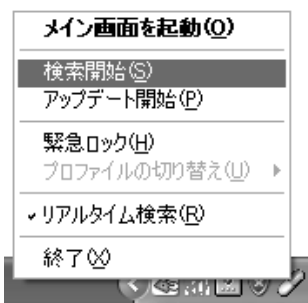 メイン画面を起動(O)
検索開始(S)
アップデート開始(P)
緊急ロック(H)
プロファイルの切り替え(U)
リアルタイム検索(R)
終了(X)